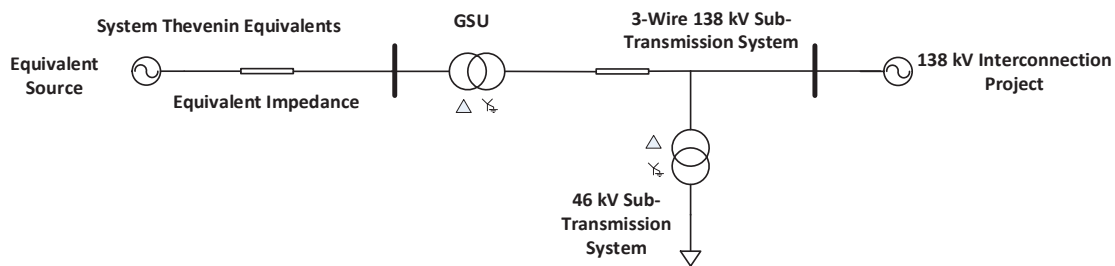 System Thevenin Equivalents
GSU
3-Wire 138 kV Sub-
Transmission System
Equivalent
Source
Equivalent Impedance
138 kV Interconnection
Project
46 kV Sub-
Transmission
System